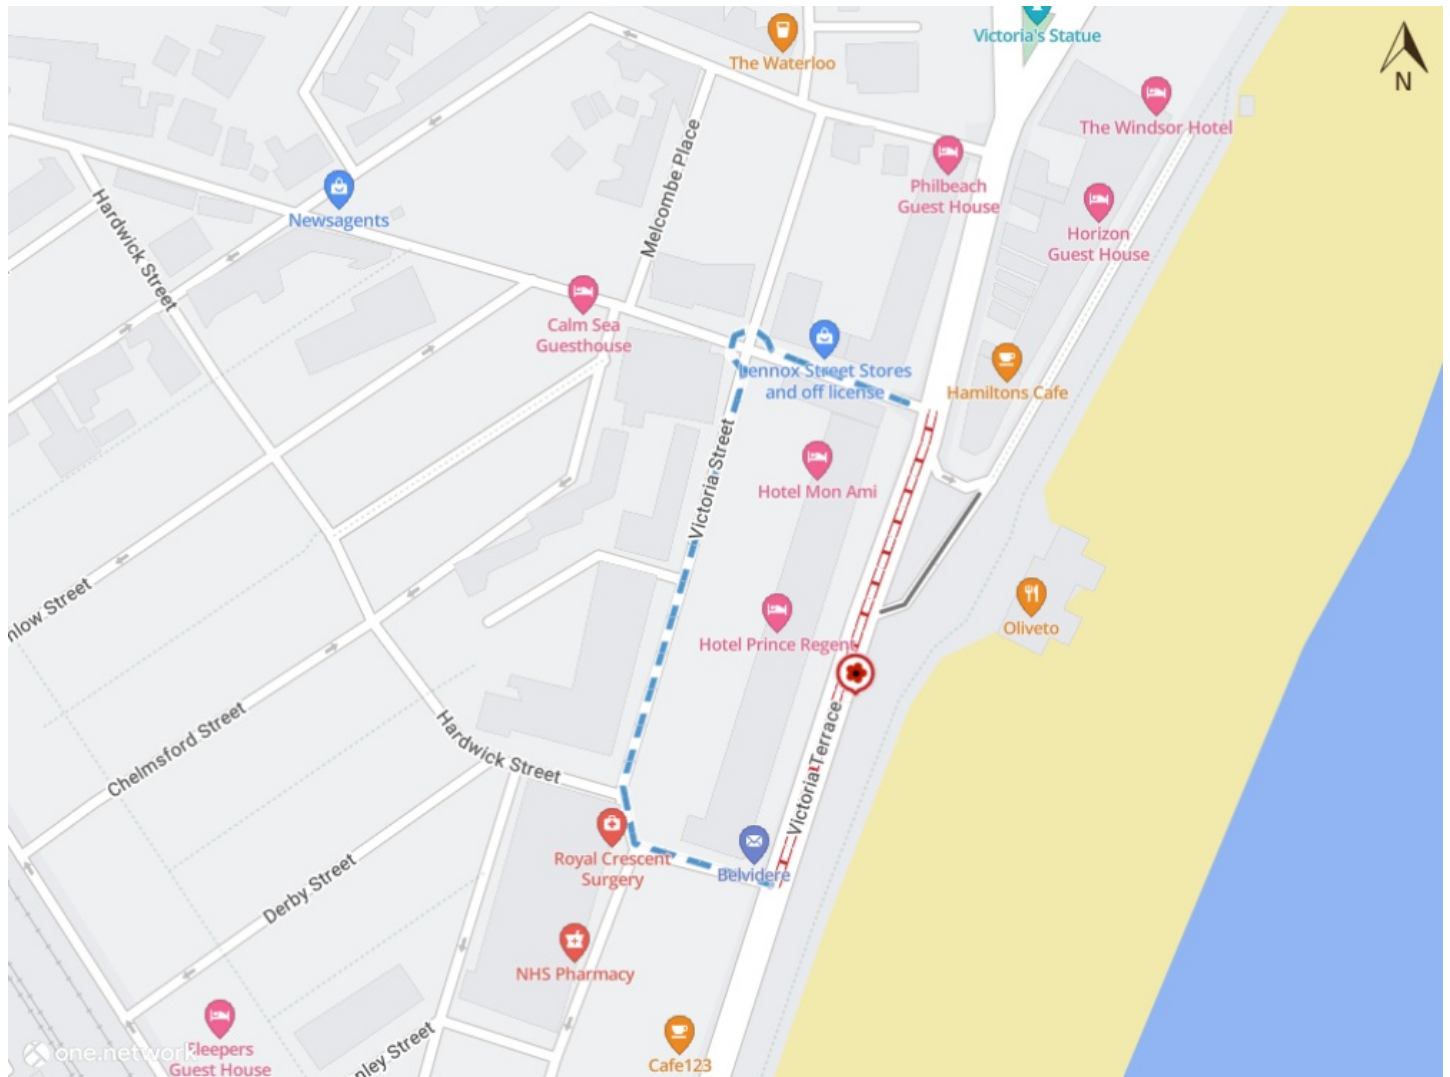 Victoria's Statue
The Waterloo
N
The Windsor Hotel
Melcombe Place
Philbeach
Guest House
Newsagents
Hardwick Street
Horizon
Guest House
Calm Sea
Guesthouse
Lennox Street Stores
and off license
Hamiltons Cafe
Victoria Street
Hotel Mon Ami
nlow Street
Oliveto
Hotel Prince Regent
Chelmsford Street
Hardwick Street
Victoria Terrace
Royal Crescent
Surgery
Belvidere
Derby Street
NHS Pharmacy
one.network
Sleepers
Guest House
nley Street
Cafe123